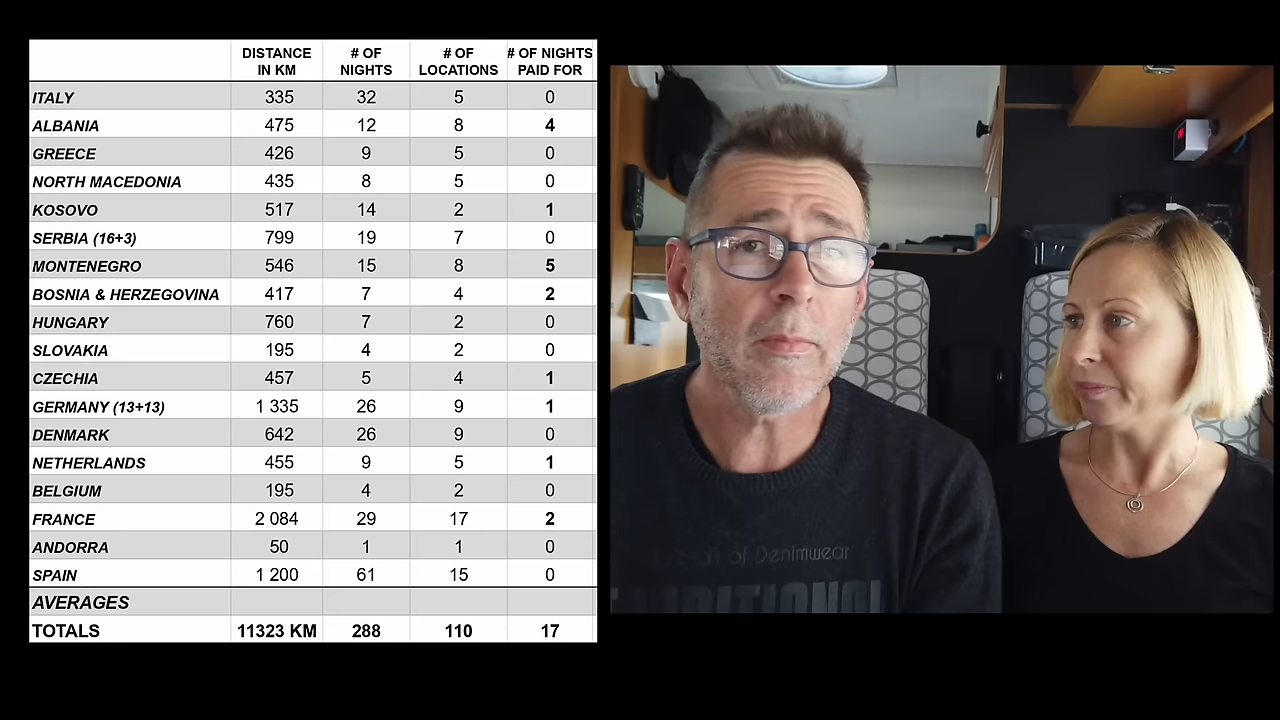 DISTANCE IN KM # OF NIGHTS # OF LOCATIONS # OF NIGHTS PAID FOR
ITALY 335 32 5 0
ALBANIA 475 12 8 4
GREECE 426 9 5 0
NORTH MACEDONIA 435 8 5 0
KOSOVO 517 14 2 1
SERBIA (16+3) 799 19 7 0
MONTENEGRO 546 15 8 5
BOSNIA & HERZEGOVINA 417 7 4 2
HUNGARY 760 7 2 0
SLOVAKIA 195 4 2 0
CZECHIA 457 5 4 1
GERMANY (13+13) 1 335 26 9 1
DENMARK 642 26 9 0
NETHERLANDS 455 9 5 1
BELGIUM 195 4 2 0
FRANCE 2 084 29 17 2
ANDORRA 50 1 1 0
SPAIN 1 200 61 15 0
AVERAGES
TOTALS 11323 KM 288 110 17
of Denimwear